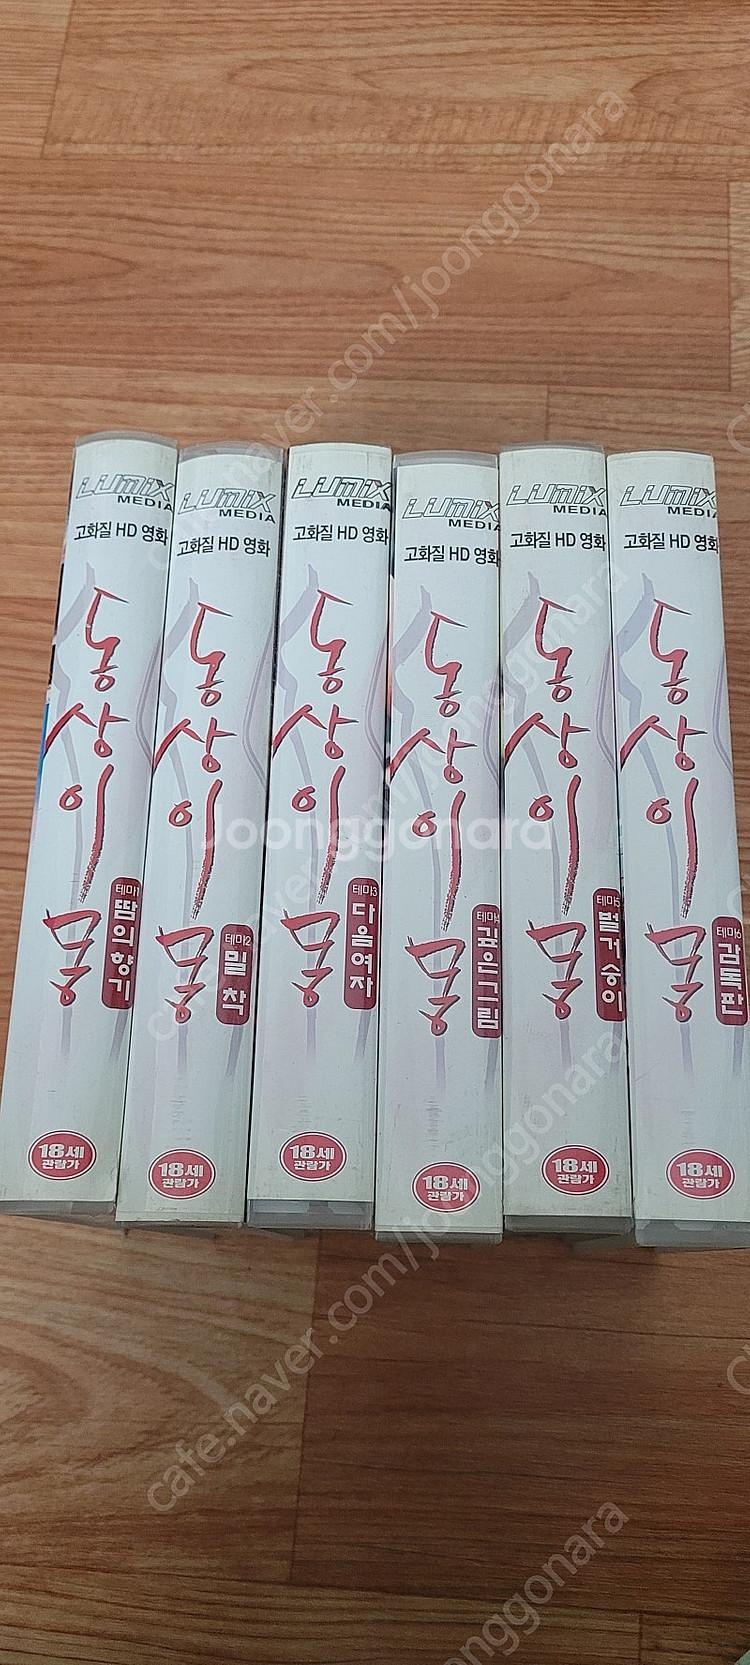 LUMIX
MEDIA
고화질 HD 영화
동상이몽
테마1
땀의향기
18세
관람가
LUMIX
MEDIA
고화질 HD 영화
동상이몽
테마2
밀착
18세
관람가
LUMIX
MEDIA
고화질 HD 영화
동상이몽
테마3
다음여자
18세
관람가
LUMIX
MEDIA
고화질 HD 영화
동상이몽
테마4
깊은그림
18세
관람가
LUMIX
MEDIA
고화질 HD 영화
동상이몽
테마5
벌거숭이
18세
관람가
LUMIX
MEDIA
고화질 HD 영화
동상이몽
테마6
감독판
18세
관람가
Joonggonara
cafe.naver.com/joonggonara
cafe.naver.com/joonggonara